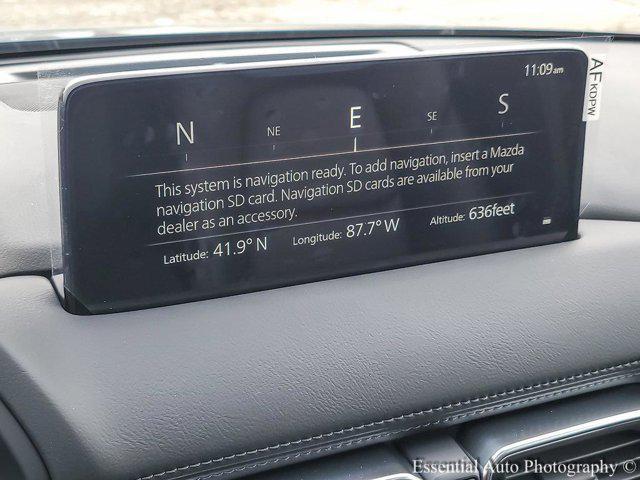 11:09am
N NE E SE S
This system is navigation ready. To add navigation, insert a Mazda
navigation SD card. Navigation SD cards are available from your
dealer as an accessory.
Latitude: 41.9° N Longitude: 87.7° W Altitude: 636feet
AFKDPW
Essential Auto Photography ©